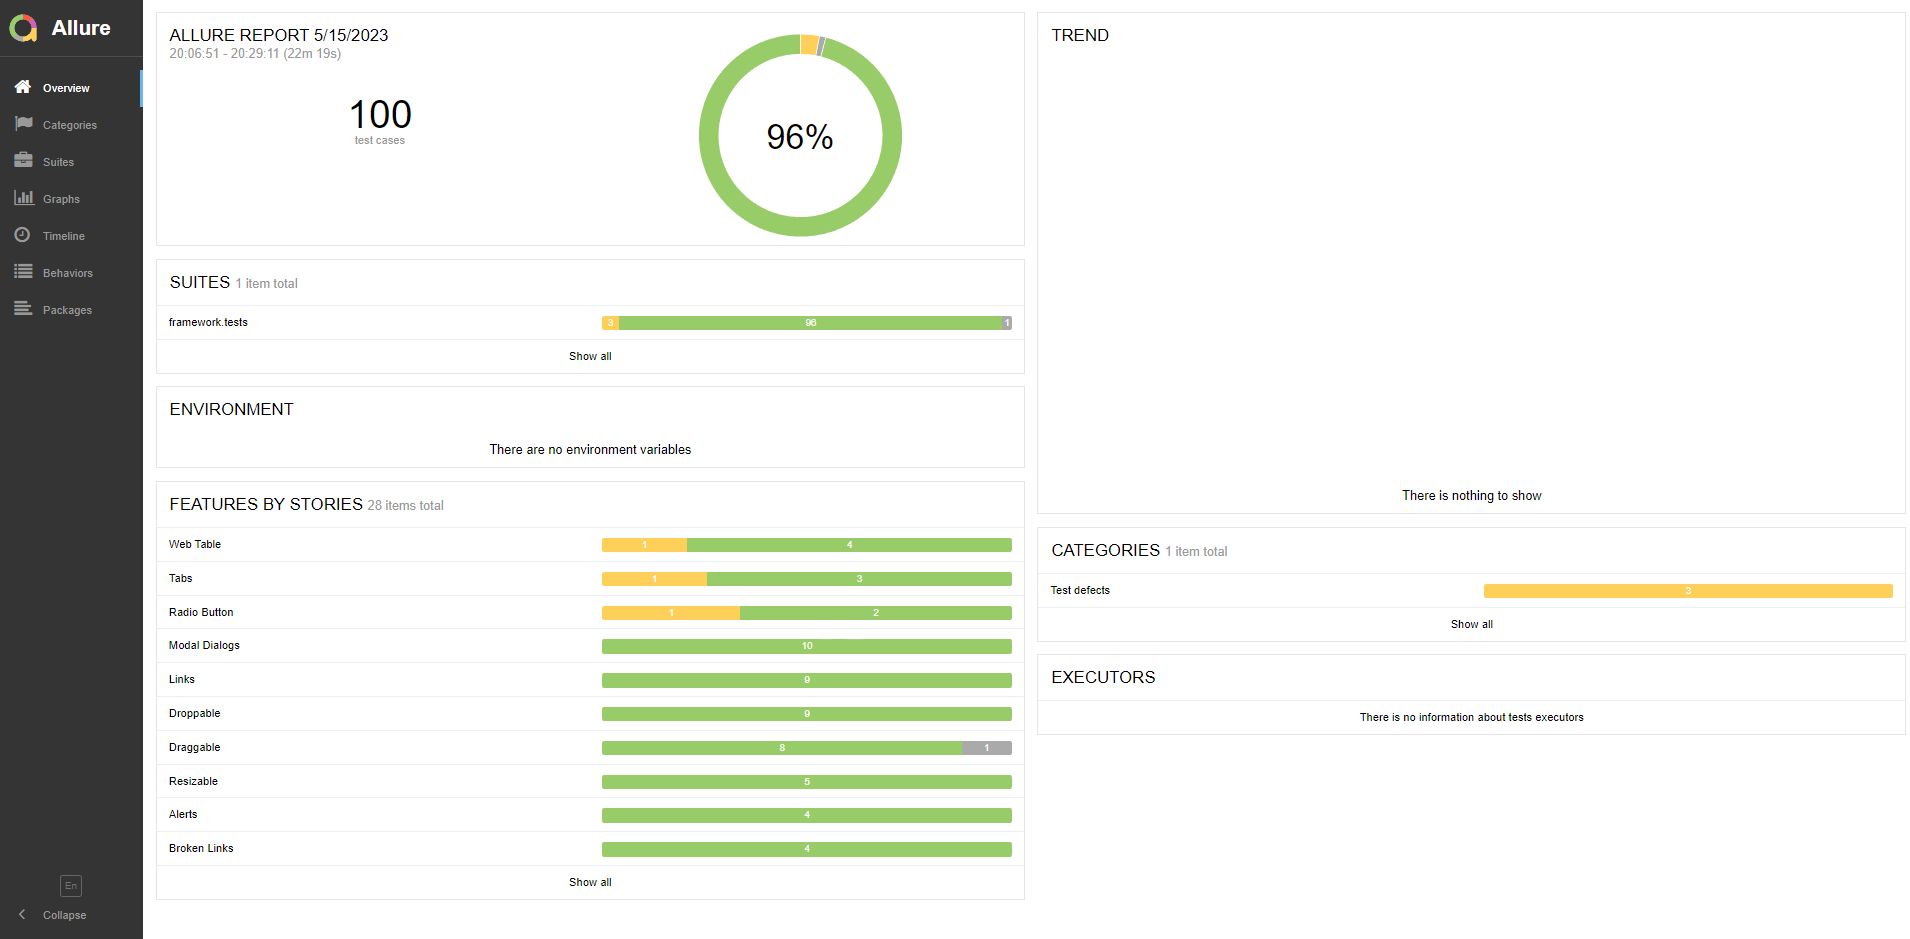 Allure
Overview
Categories
Suites
Graphs
Timeline
Behaviors
Packages
En
Collapse
ALLURE REPORT 5/15/2023
20:06:51 - 20:29:11 (22m 19s)
100
test cases
96%
SUITES 1 item total
framework.tests 3 96 1
Show all
ENVIRONMENT
There are no environment variables
FEATURES BY STORIES 28 items total
Web Table 1 4
Tabs 1 3
Radio Button 1 2
Modal Dialogs 10
Links 9
Droppable 9
Draggable 8 1
Resizable 5
Alerts 4
Broken Links 4
Show all
TREND
There is nothing to show
CATEGORIES 1 item total
Test defects 3
Show all
EXECUTORS
There is no information about tests executors